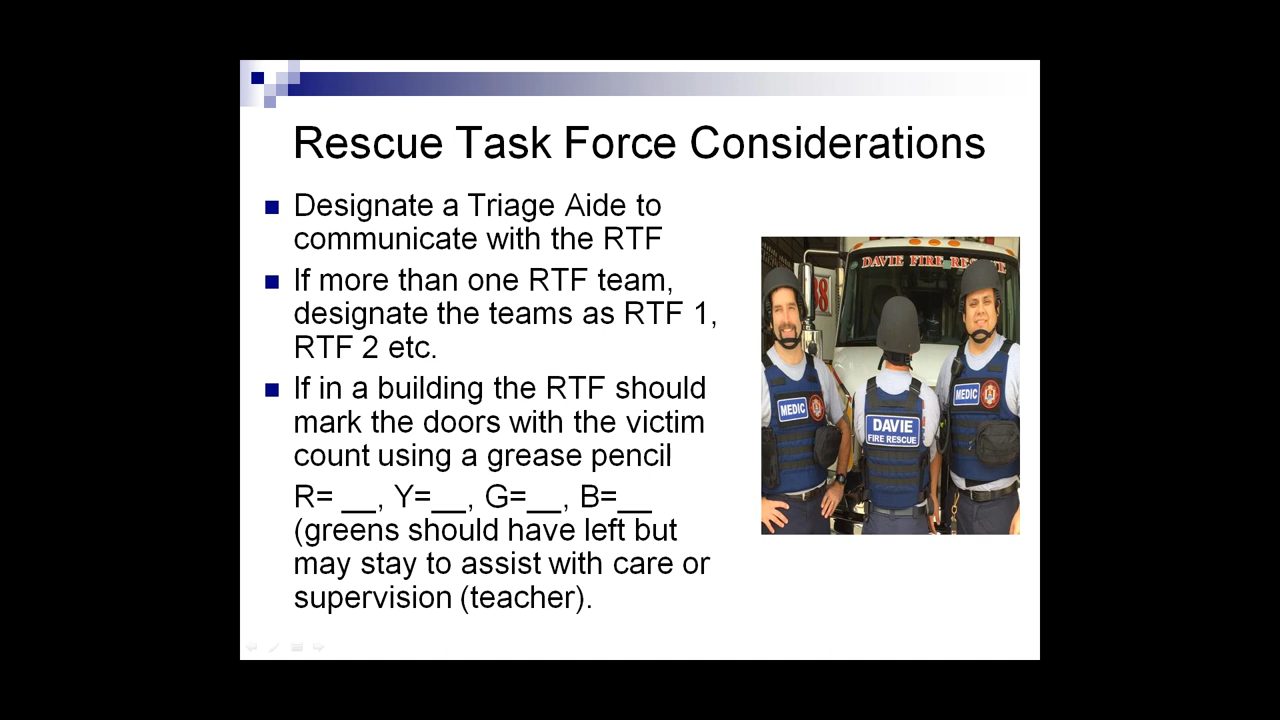 Rescue Task Force Considerations
Designate a Triage Aide to
communicate with the RTF
If more than one RTF team,
designate the teams as RTF 1,
RTF 2 etc.
If in a building the RTF should
mark the doors with the victim
count using a grease pencil
R= __, Y=__, G=__, B=__
(greens should have left but
may stay to assist with care or
supervision (teacher).
DAVIE FIRE RESCUE
38
MEDIC
DAVIE
FIRE RESCUE
MEDIC